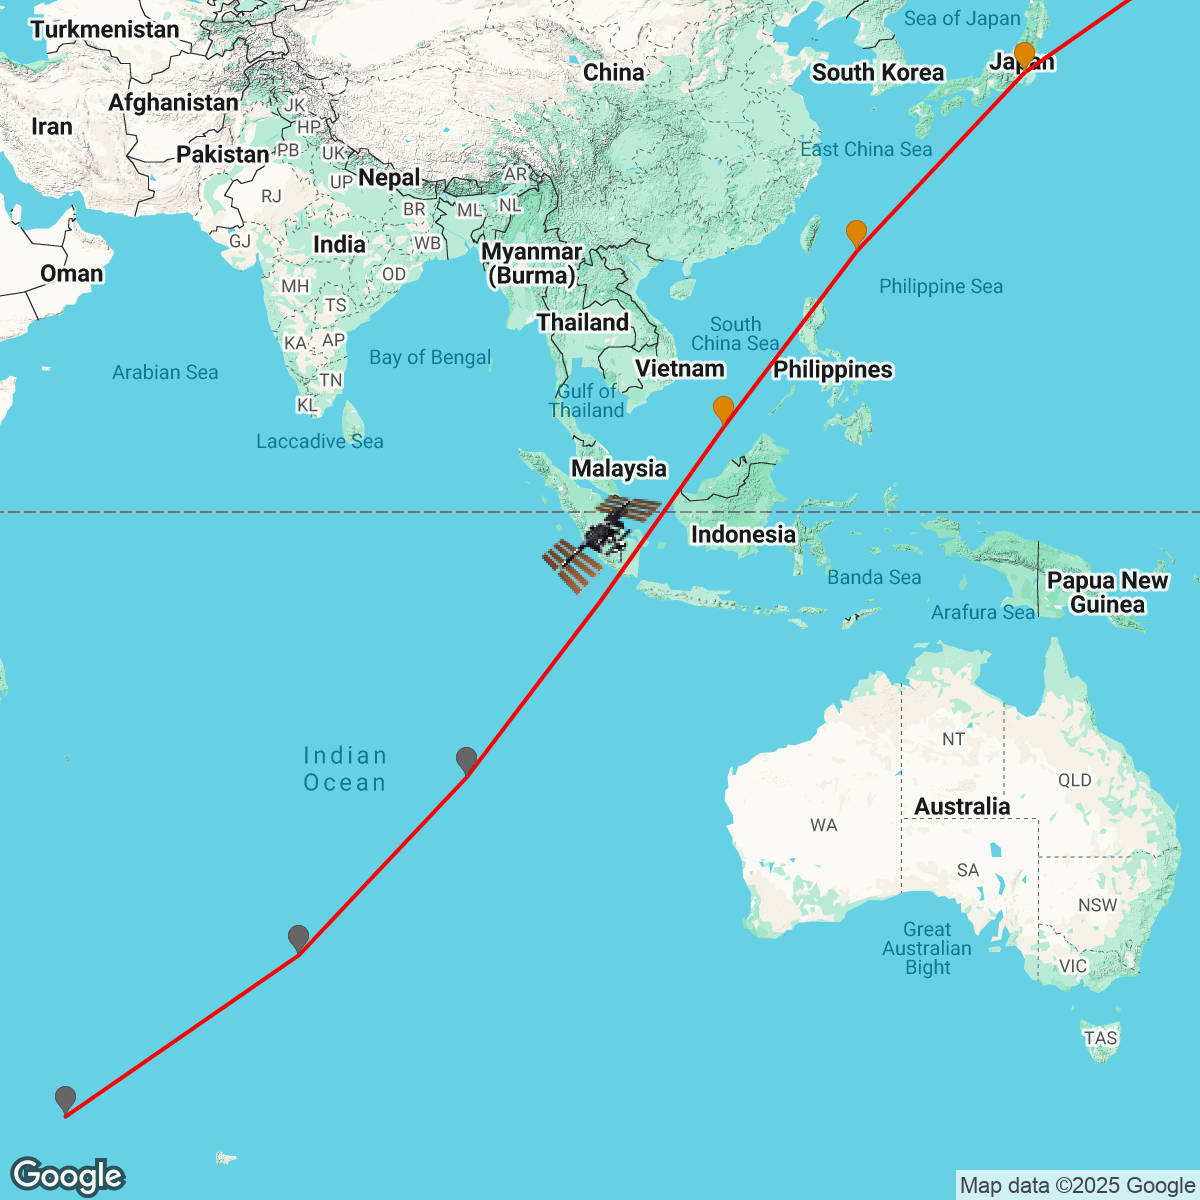 Turkmenistan
Sea of Japan
China
South Korea
Japan
Afghanistan
JK
HP
Iran
East China Sea
Pakistan
PB
UK
Nepal
AR
UP
RJ
BR
ML
NL
GJ
India
WB
Myanmar
(Burma)
Oman
OD
MH
Philippine Sea
TS
Thailand
South
China Sea
KA
AP
Bay of Bengal
Vietnam
Philippines
Arabian Sea
TN
Gulf of
Thailand
KL
Laccadive Sea
Malaysia
Indonesia
Banda Sea
Papua New
Guinea
Arafura Sea
Indian
Ocean
NT
QLD
Australia
WA
SA
NSW
Great
Australian
Bight
VIC
TAS
Google
Map data ©2025 Google